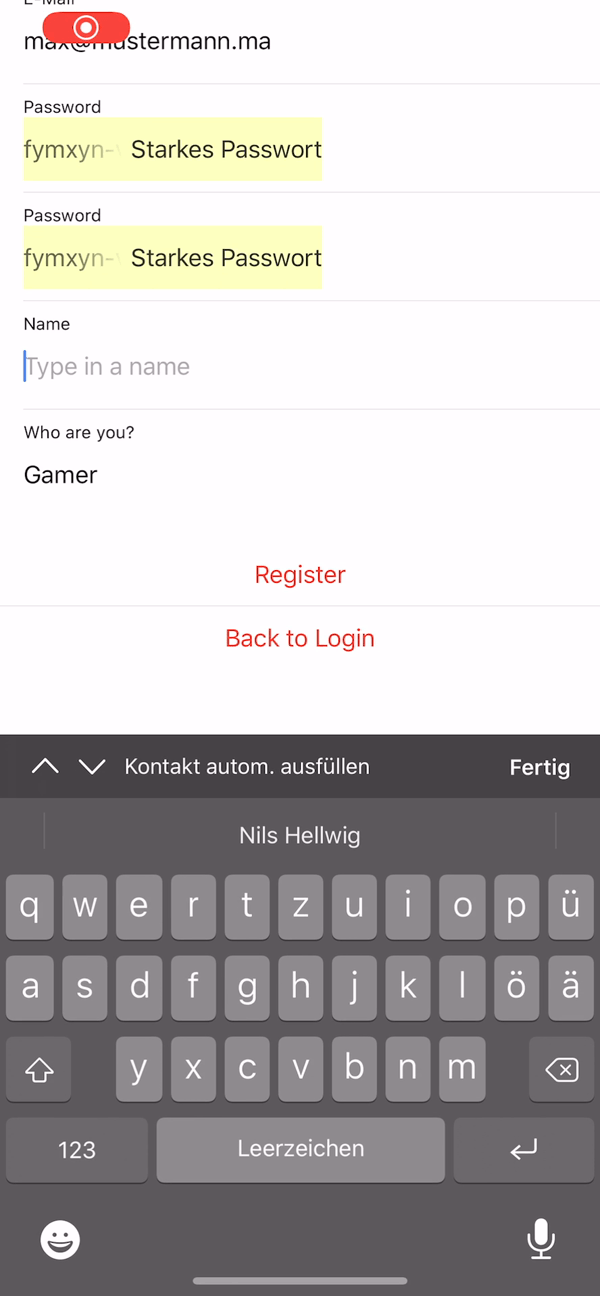 E-Mail
max@mustermann.ma
Password
fymxyn- Starkes Passwort
Password
fymxyn- Starkes Passwort
Name
Type in a name
Who are you?
Gamer
Register
Back to Login
Kontakt autom. ausfüllen Fertig
Nils Hellwig
q w e r t z u i o p ü
a s d f g h j k l ö ä
y x c v b n m
123 Leerzeichen